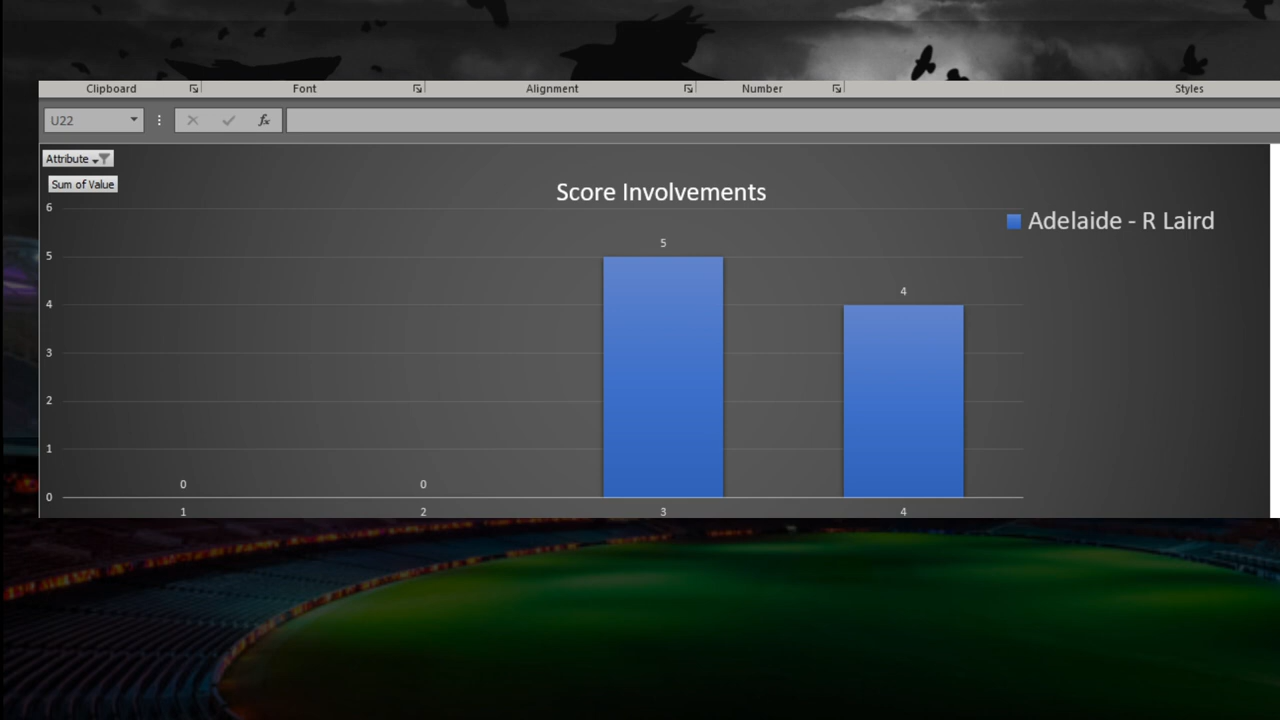 Clipboard Font Alignment Number Styles
U22 fx
Attribute
Sum of Value
Score Involvements
Adelaide - R Laird
6
5
4
3
2
1
0
0 0 5 4
1 2 3 4